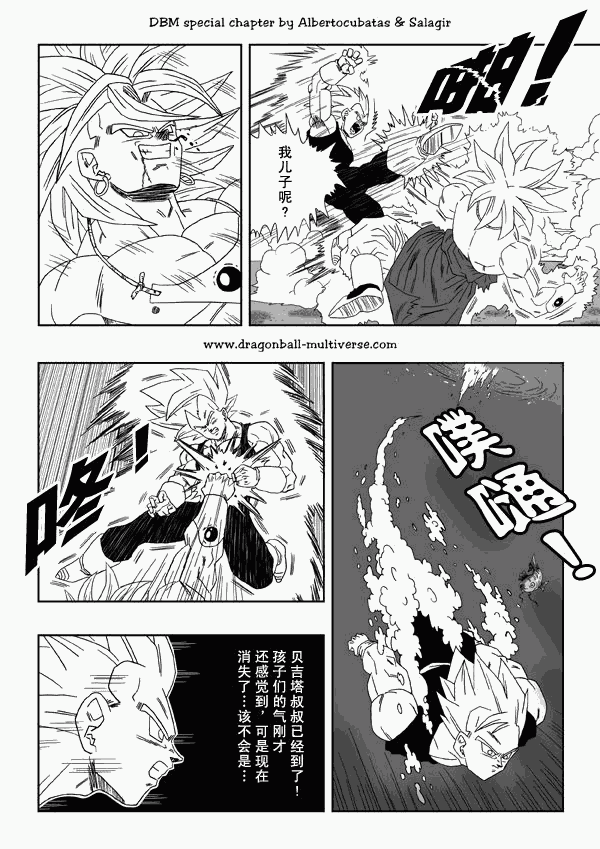 DBM special chapter by Albertocubatas & Salagir
啪!
我儿子呢?
www.dragonball-multiverse.com
咚!
噗通!
贝吉塔叔叔已经到了!
孩子们的气刚才
还感觉到,可是现在
消失了…该不会是…